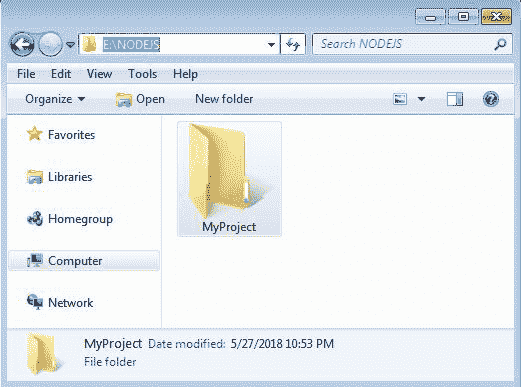 E:\NODEJS
Search NODEJS
File Edit View Tools Help
Organize Open New folder
Favorites
Libraries
Homegroup
Computer
Network
MyProject
MyProject Date modified: 5/27/2018 10:53 PM
File folder